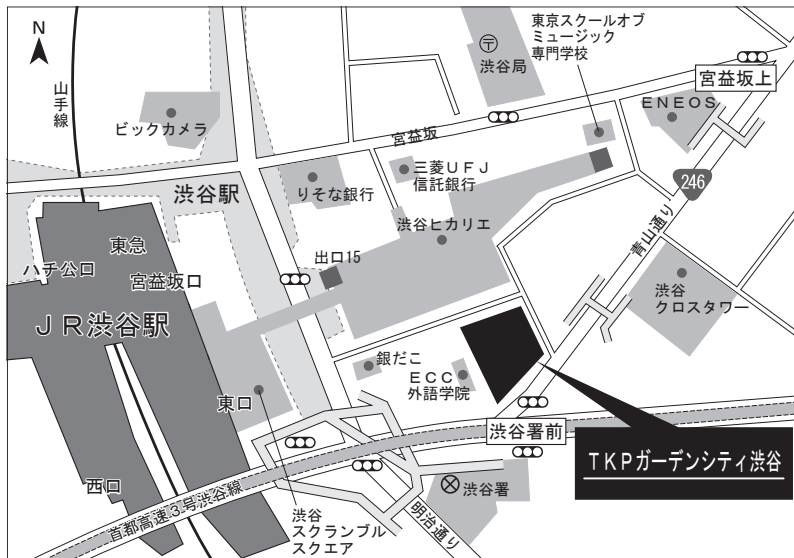 N
山手線
ビックカメラ
〒
渋谷局
東京スクールオブ
ミュージック
専門学校
宮益坂上
ENEOS
宮益坂
246
青山通り
りそな銀行
三菱UFJ
信託銀行
渋谷駅
渋谷ヒカリエ
東急
ハチ公口
宮益坂口
出口15
JR渋谷駅
渋谷
クロスタワー
銀だこ
ECC
外語学院
東口
渋谷署前
TKPガーデンシティ渋谷
西口
首都高速3号渋谷線
渋谷署
明治通り
渋谷
スクランブル
スクエア